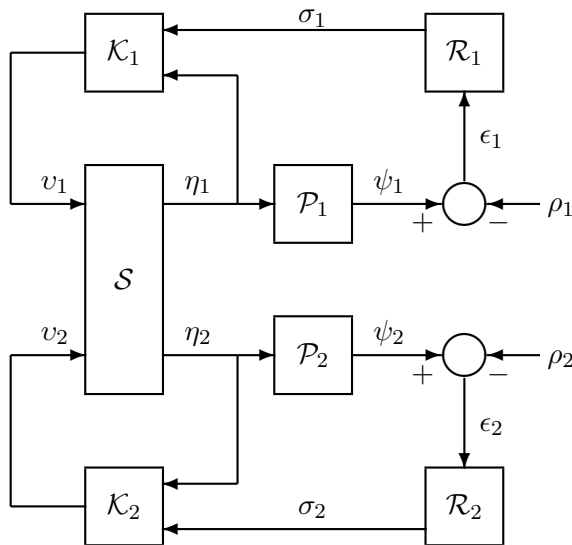 σ₁
𝒦₁ ℛ₁
ε₁
υ₁ η₁ 𝒫₁ ψ₁
+ − ρ₁
𝒮
υ₂ η₂ 𝒫₂ ψ₂
+ − ρ₂
ε₂
𝒦₂ σ₂ ℛ₂